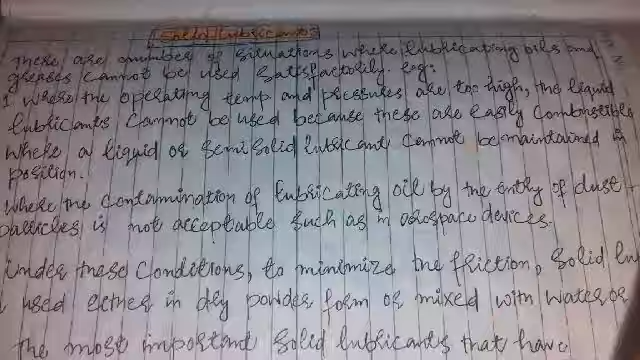 Solid Lubricants
There are number of situations where lubricating oils and
greases cannot be used satisfactorily. e.g:
1 where the operating temp and pressures are too high, the liquid
lubricants cannot be used because these are easily combustible
where a liquid or semisolid lubricant cannot be maintained in
position.
where the contamination of lubricating oil by the entry of dust
particles is not acceptable such as in aerospace devices.
Under these conditions, to minimize the friction, solid lu
used either in dry powder form or mixed with water or
the most important solid lubricants that have